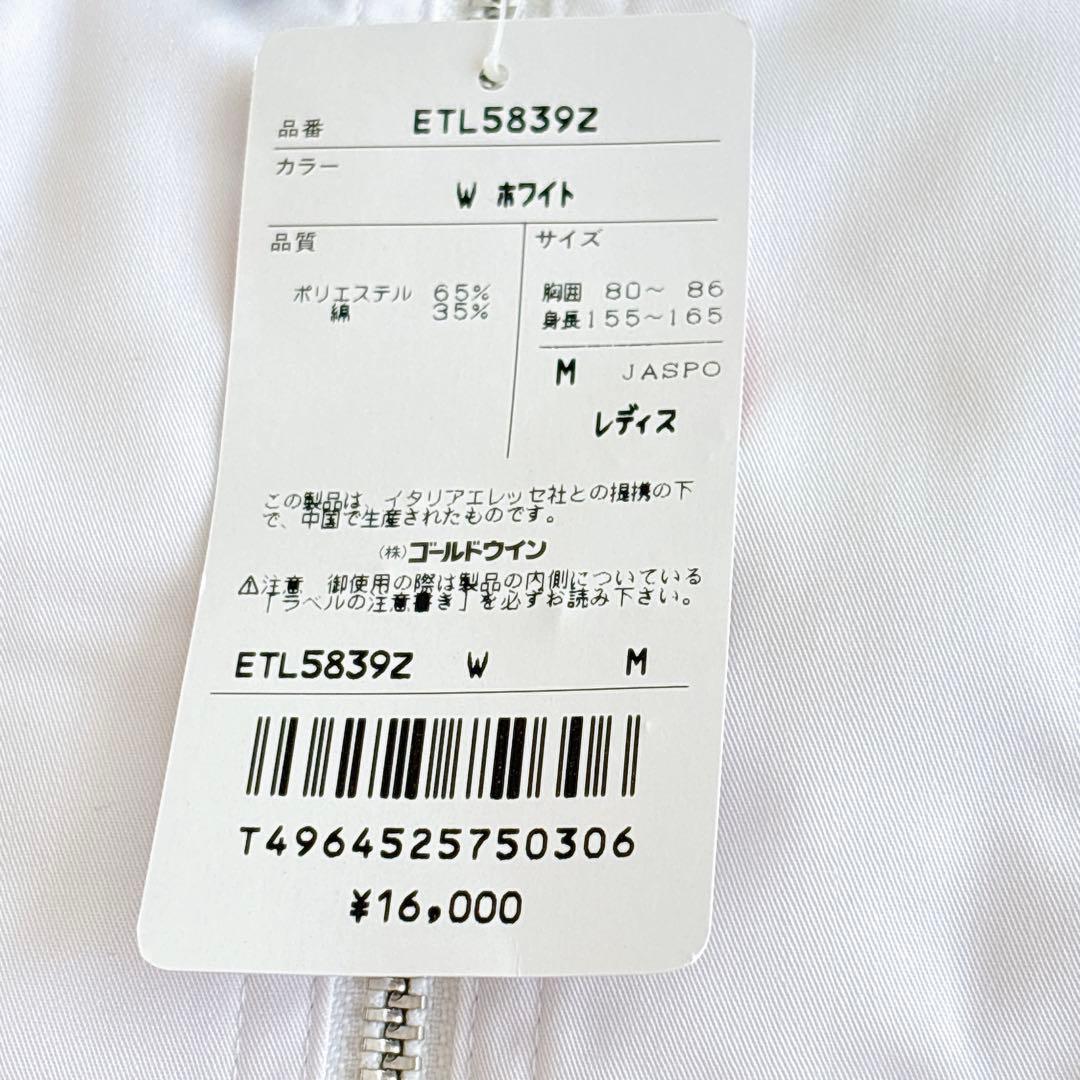 品番 ETL5839Z
カラー
W ホワイト
品質
ポリエステル 65%
綿 35%
サイズ
胸囲 80～ 86
身長155～165
M JASPO
レディス
この製品は、イタリアエレッセ社との提携の下
で、中国で生産されたものです。
(株)ゴールドウイン
⚠注意 御使用の際は製品の内側についている
「ラベルの注意書き」を必ずお読み下さい。
ETL5839Z W M
T4964525750306
¥16,000